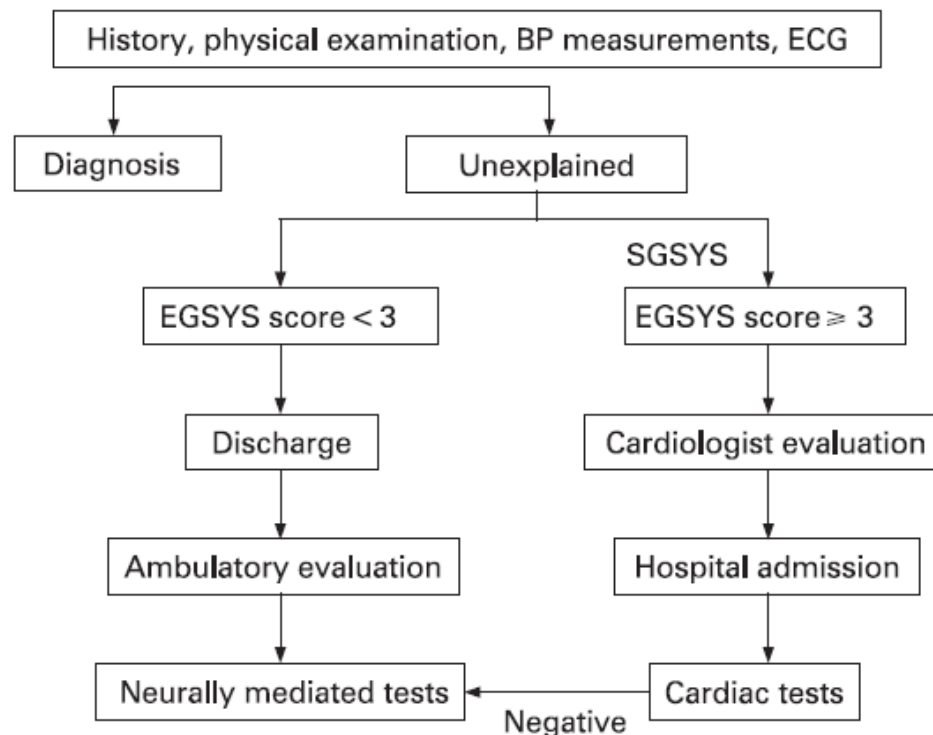 History, physical examination, BP measurements, ECG
Diagnosis
Unexplained
SGSYS
EGSYS score < 3
EGSYS score ⩾ 3
Discharge
Cardiologist evaluation
Ambulatory evaluation
Hospital admission
Neurally mediated tests
Cardiac tests
Negative